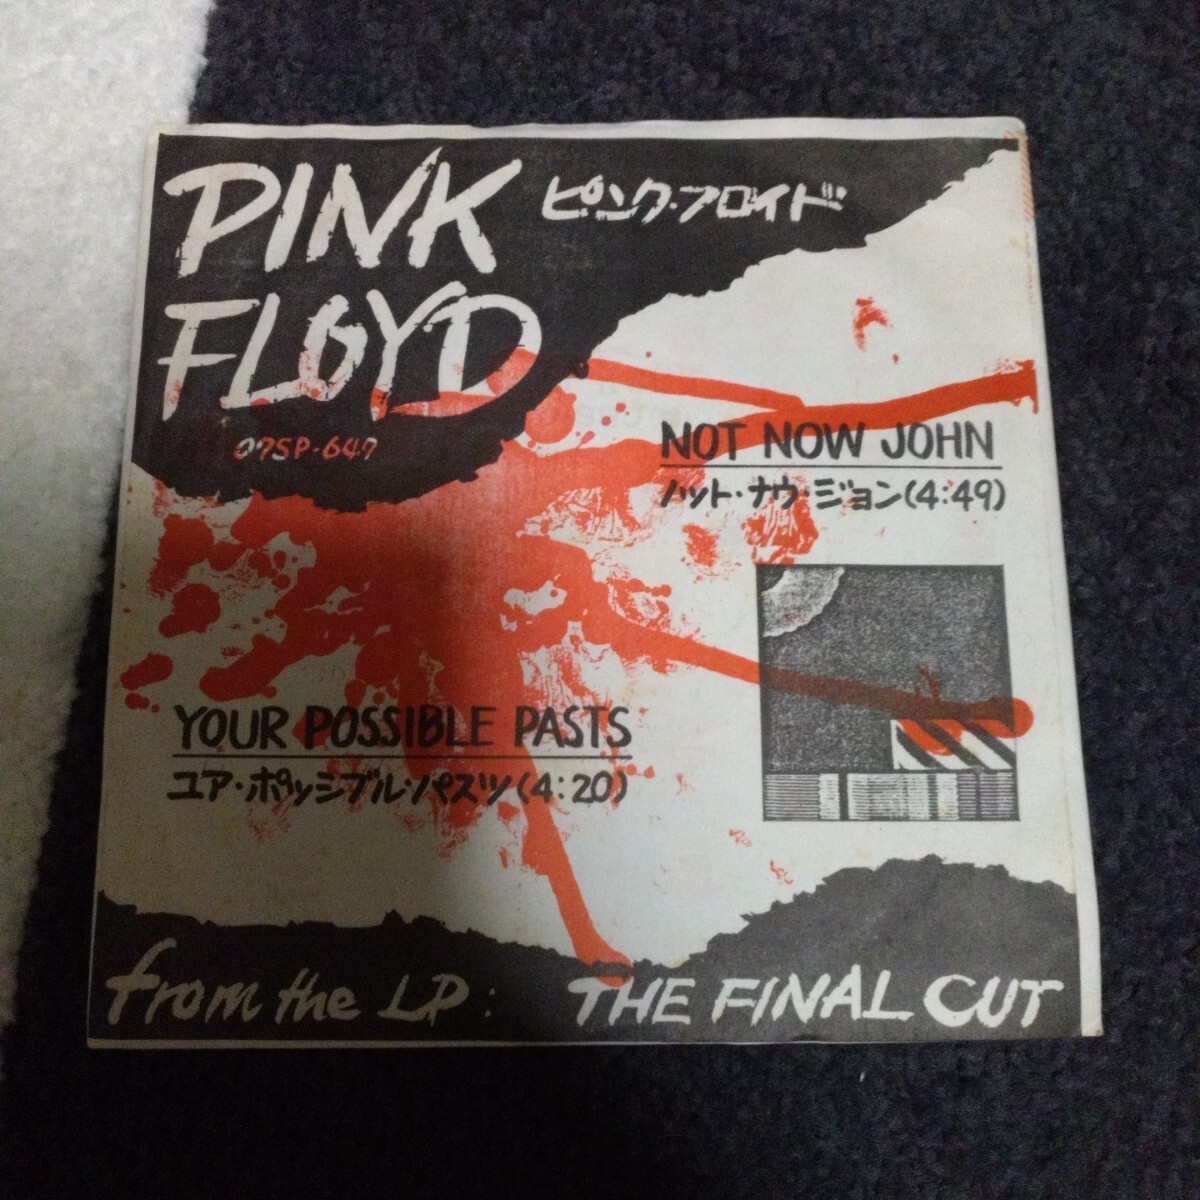 PINK
FLOYD
ピンク・フロイド
07SP-647
NOT NOW JOHN
ノット・ナウ・ジョン(4:49)
YOUR POSSIBLE PASTS
ユア・ポッシブル・パスツ(4:20)
from the LP: THE FINAL CUT